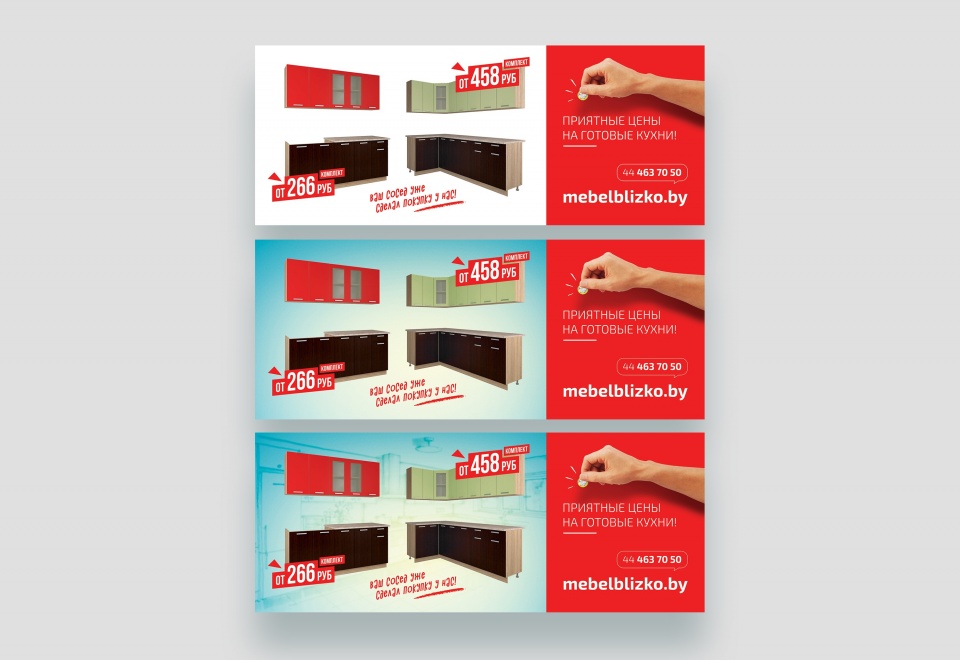 КОМПЛЕКТ
ОТ 458 РУБ
КОМПЛЕКТ
ОТ 266 РУБ
ВАШ СОСЕД УЖЕ
СДЕЛАЛ ПОКУПКУ У НАС!
ПРИЯТНЫЕ ЦЕНЫ
НА ГОТОВЫЕ КУХНИ!
44 463 70 50
mebelblizko.by
КОМПЛЕКТ
ОТ 458 РУБ
КОМПЛЕКТ
ОТ 266 РУБ
ВАШ СОСЕД УЖЕ
СДЕЛАЛ ПОКУПКУ У НАС!
ПРИЯТНЫЕ ЦЕНЫ
НА ГОТОВЫЕ КУХНИ!
44 463 70 50
mebelblizko.by
КОМПЛЕКТ
ОТ 458 РУБ
КОМПЛЕКТ
ОТ 266 РУБ
ВАШ СОСЕД УЖЕ
СДЕЛАЛ ПОКУПКУ У НАС!
ПРИЯТНЫЕ ЦЕНЫ
НА ГОТОВЫЕ КУХНИ!
44 463 70 50
mebelblizko.by